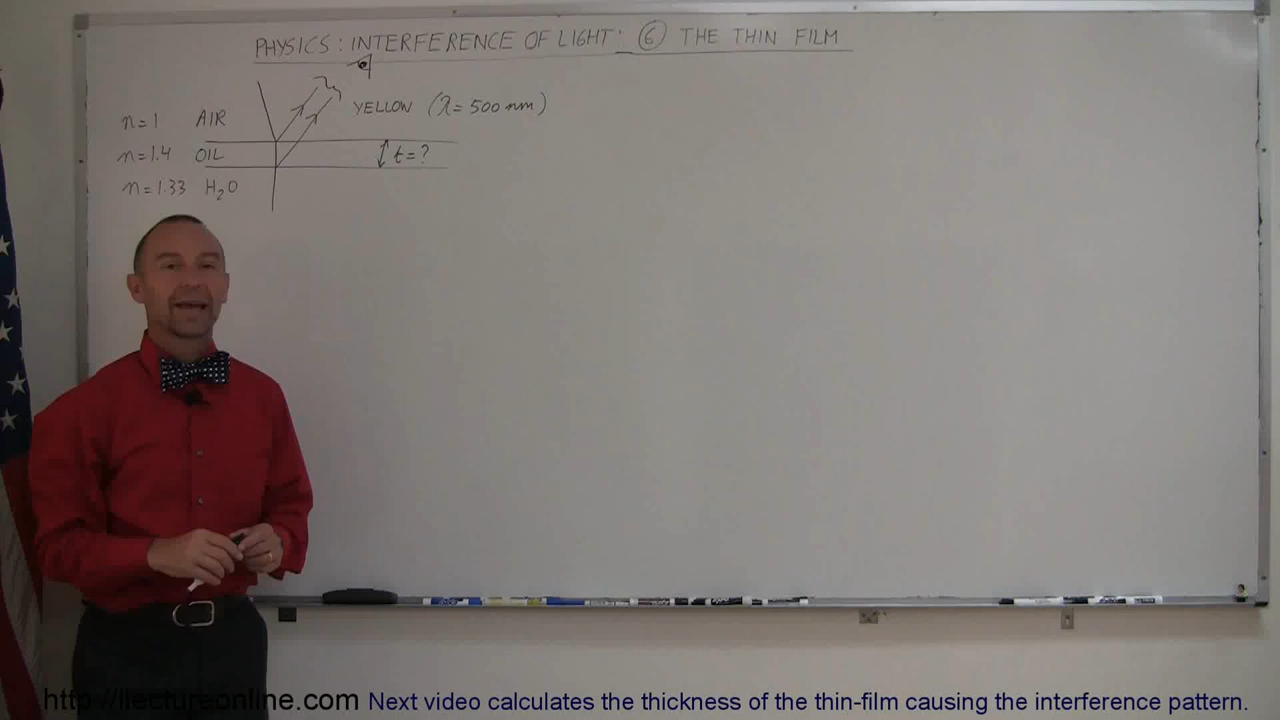 PHYSICS: INTERFERENCE OF LIGHT: ⑥ THE THIN FILM
YELLOW (λ = 500 nm)
n=1 AIR
n=1.4 OIL t=?
n=1.33 H₂O
http://ilectureonline.com Next video calculates the thickness of the thin-film causing the interference pattern.